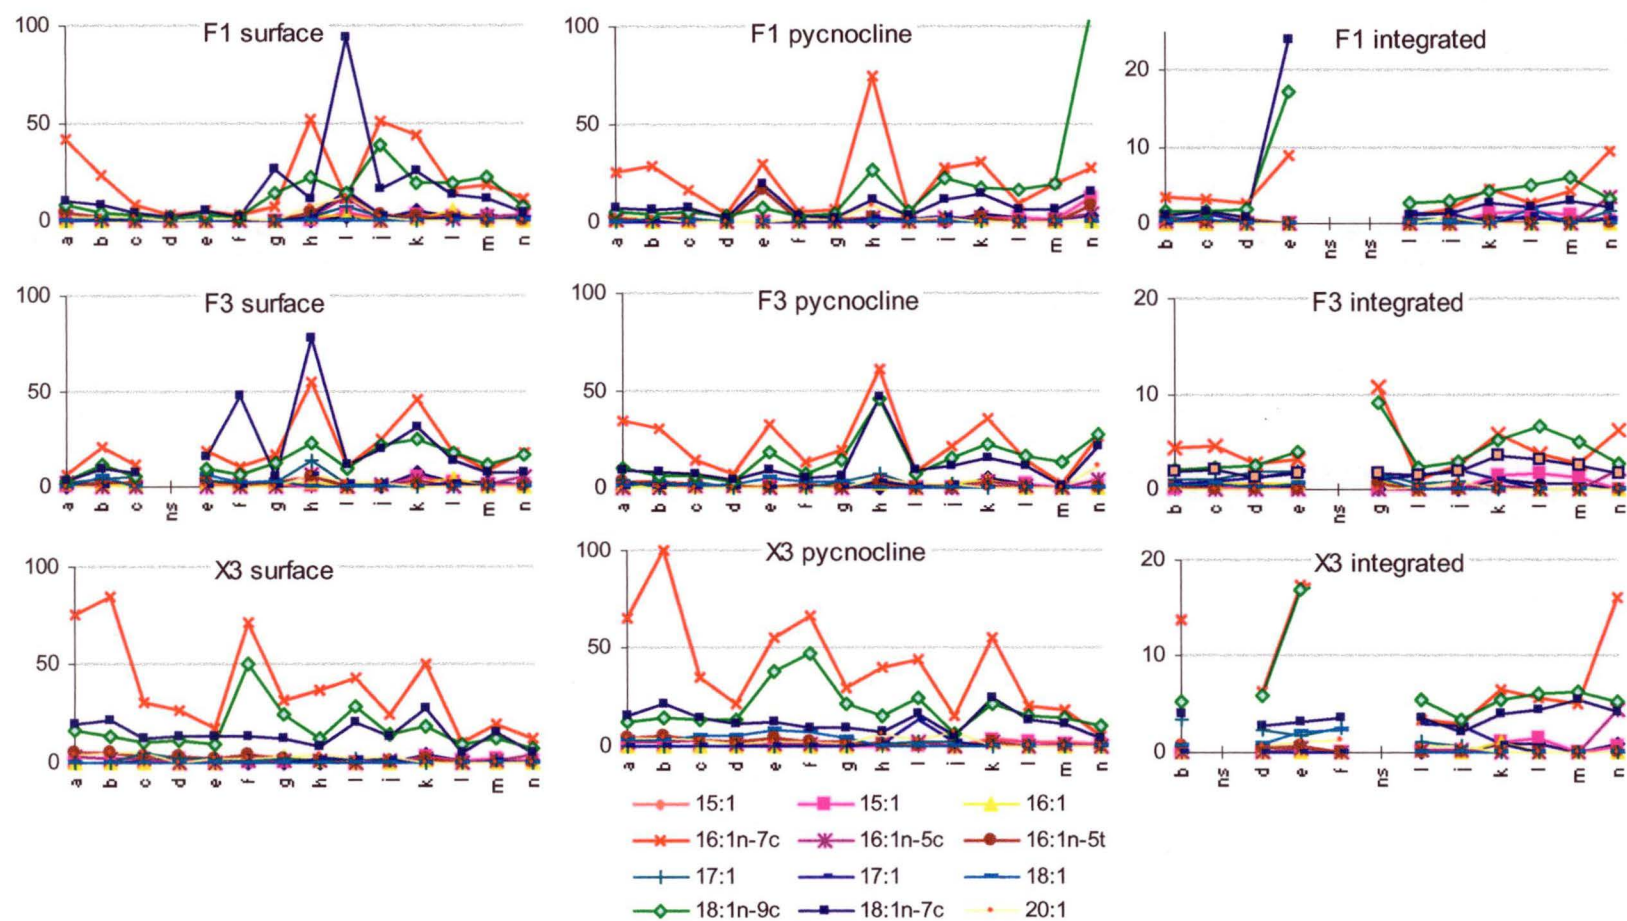 F1 surface
100
50
0
a b c d e f g h l j k l m n
F1 pycnocline
100
50
0
a b c d e f g h l j k l m n
F1 integrated
20
10
0
b c d e ns ns l j k l m n
F3 surface
100
50
0
a b c ns e f g h l j k l m n
F3 pycnocline
100
50
0
a b c d e f g h l j k l m n
F3 integrated
20
10
0
b c d e ns g l j k l m n
X3 surface
100
50
0
a b c d e f g h l j k l m n
X3 pycnocline
100
50
0
a b c d e f g h l j k l m n
X3 integrated
20
10
0
b ns d e f ns l j k l m n
15:1 15:1 16:1
16:1n-7c 16:1n-5c 16:1n-5t
17:1 17:1 18:1
18:1n-9c 18:1n-7c 20:1